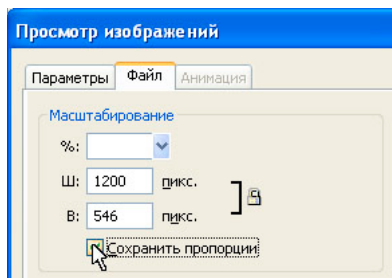 Просмотр изображений
Параметры Файл Анимация
Масштабирование
%:
Ш: 1200 пикс.
В: 546 пикс.
Сохранить пропорции